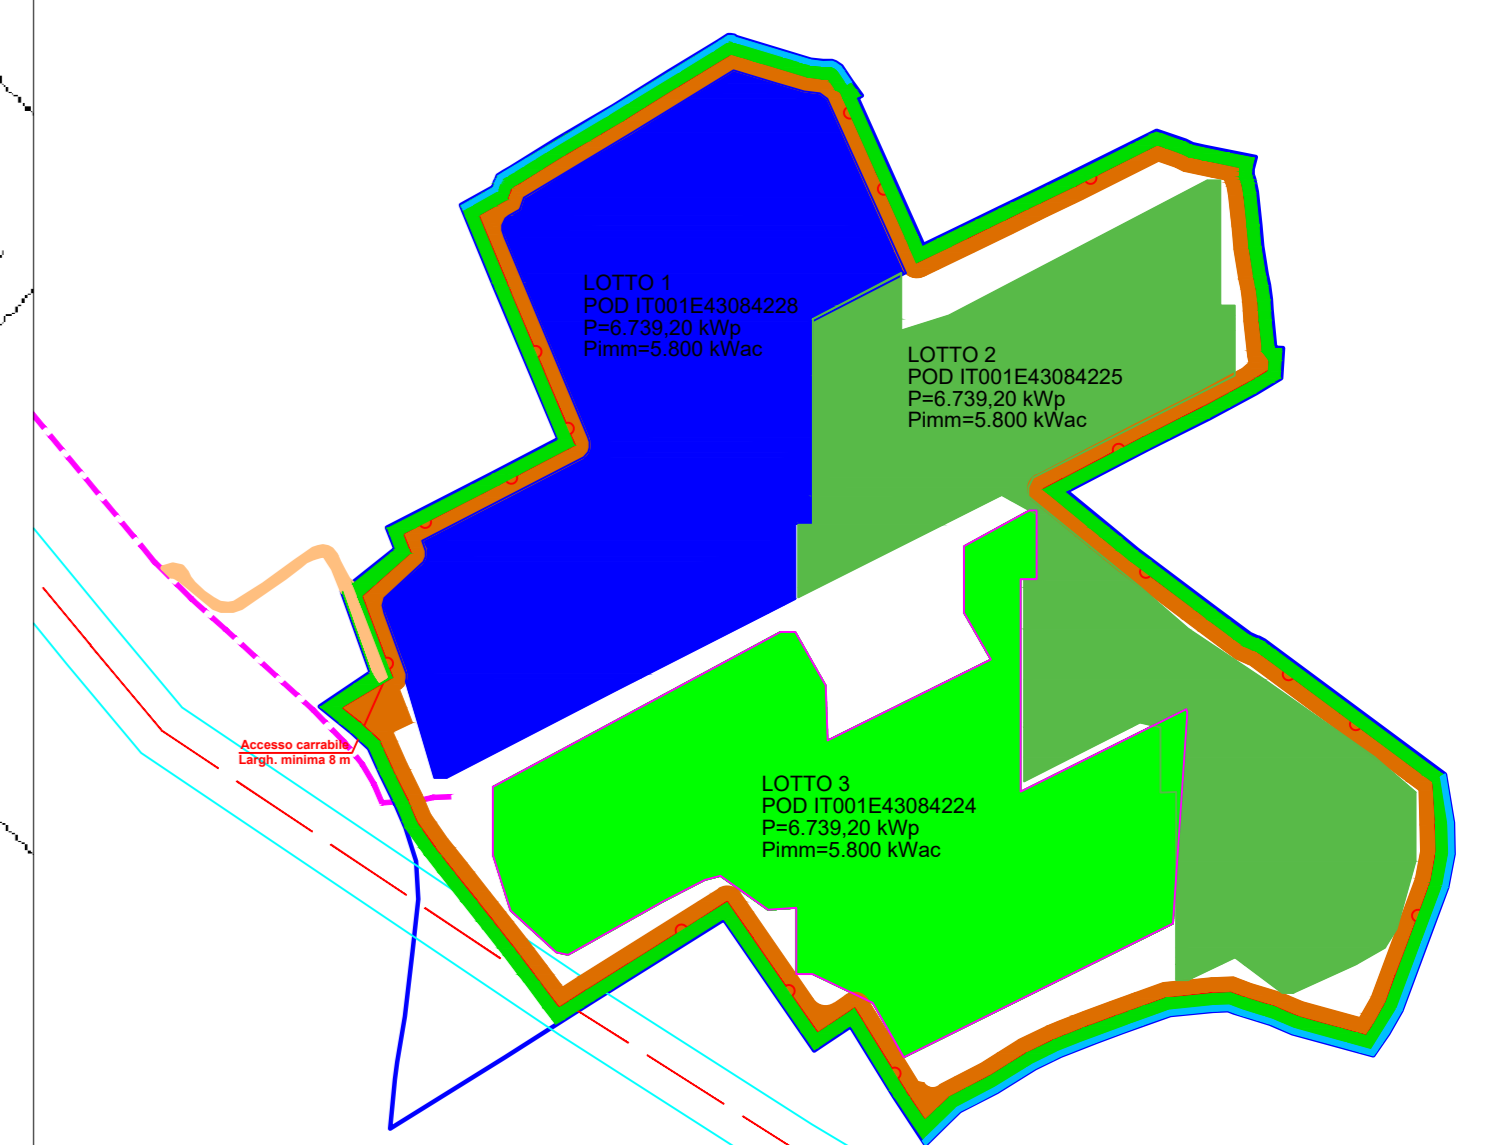 LOTTO 1
POD IT001E43084228
P=6.739,20 kWp
Pimm=5.800 kWac
LOTTO 2
POD IT001E43084225
P=6.739,20 kWp
Pimm=5.800 kWac
Accesso carrabile
Largh. minima 8 m
LOTTO 3
POD IT001E43084224
P=6.739,20 kWp
Pimm=5.800 kWac